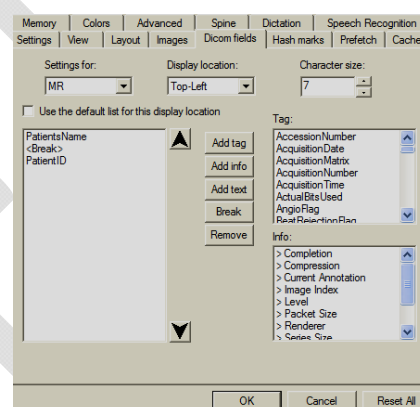 Memory Colors Advanced Spine Dictation Speech Recognition
Settings View Layout Images Dicom fields Hash marks Prefetch Cache
Settings for: Display location: Character size:
MR Top-Left 7
Use the default list for this display location
Tag:
PatientsName
<Break>
PatientID
Add tag
Add info
Add text
Break
Remove
AccessionNumber
AcquisitionDate
AcquisitionMatrix
AcquisitionNumber
AcquisitionTime
ActualBitsUsed
AngioFlag
BeatRejectionFlag
Info:
> Completion
> Compression
> Current Annotation
> Image Index
> Level
> Packet Size
> Renderer
> Series Size
OK Cancel Reset All